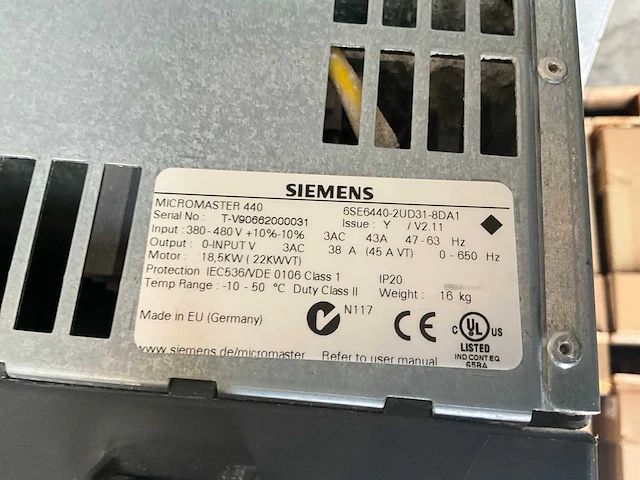 SIEMENS
MICROMASTER 440 6SE6440-2UD31-8DA1
Serial No : T-V90662000031 Issue : Y / V2.11
Input : 380-480 V +10%-10% 3AC 43A 47-63 Hz
Output : 0-INPUT V 3AC 38 A (45 A VT) 0 - 650 Hz
Motor : 18,5KW ( 22KWVT)
Protection IEC536/VDE 0106 Class 1 IP20
Temp Range : -10 - 50 °C Duty Class II Weight : 16 kg
Made in EU (Germany) N117 CE C UL US
LISTED
IND CONT EQ
65BA
www.siemens.de/micromaster Refer to user manual